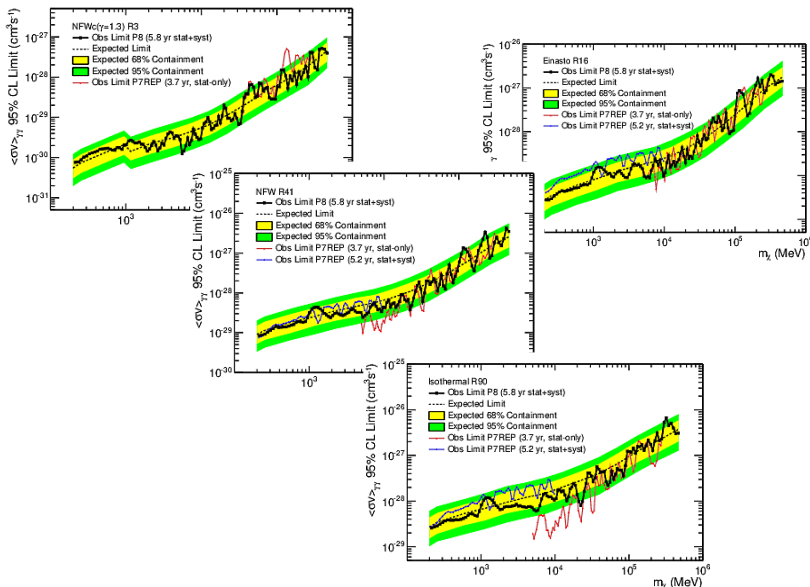 NFWc(γ=1.3) R3
Obs Limit P8 (5.8 yr stat+syst)
Expected Limit
Expected 68% Containment
Expected 95% Containment
Obs Limit P7REP (3.7 yr, stat-only)
<σv>γγ 95% CL Limit (cm³s⁻¹)
10⁻²⁷
10⁻²⁸
10⁻²⁹
10⁻³⁰
10⁻³¹
10³
Einasto R16
Obs Limit P8 (5.8 yr stat+syst)
Expected Limit
Expected 68% Containment
Expected 95% Containment
Obs Limit P7REP (3.7 yr, stat-only)
Obs Limit P7REP (5.2 yr, stat+syst)
γ 95% CL Limit (cm³s⁻¹)
10⁻²⁶
10⁻²⁷
10⁻²⁸
10³
10⁴
10⁵
10⁶
mχ (MeV)
NFW R41
Obs Limit P8 (5.8 yr stat+syst)
Expected Limit
Expected 68% Containment
Expected 95% Containment
Obs Limit P7REP (3.7 yr, stat-only)
Obs Limit P7REP (5.2 yr, stat+syst)
<σv>γγ 95% CL Limit (cm³s⁻¹)
10⁻²⁵
10⁻²⁶
10⁻²⁷
10⁻²⁸
10⁻²⁹
10⁻³⁰
10³
Isothermal R90
Obs Limit P8 (5.8 yr stat+syst)
Expected Limit
Expected 68% Containment
Expected 95% Containment
Obs Limit P7REP (3.7 yr, stat-only)
Obs Limit P7REP (5.2 yr, stat+syst)
<σv>γγ 95% CL Limit (cm³s⁻¹)
10⁻²⁵
10⁻²⁶
10⁻²⁷
10⁻²⁸
10⁻²⁹
10³
10⁴
10⁵
10⁶
(MeV)